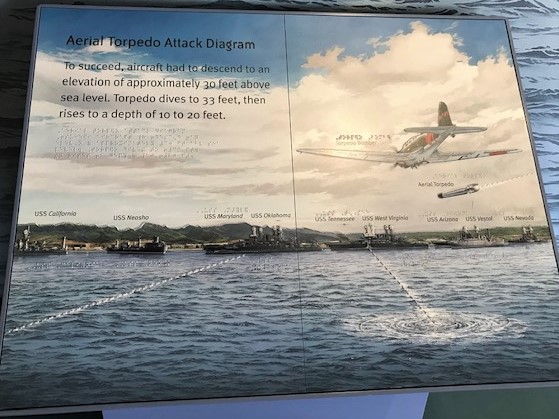 Aerial Torpedo Attack Diagram
To succeed, aircraft had to descend to an
elevation of approximately 30 feet above
sea level. Torpedo dives to 33 feet, then
rises to a depth of 10 to 20 feet.
Aerial Torpedo
USS California
USS Neosho
USS Maryland
USS Oklahoma
USS Tennessee
USS West Virginia
USS Arizona
USS Vestal
USS Nevada